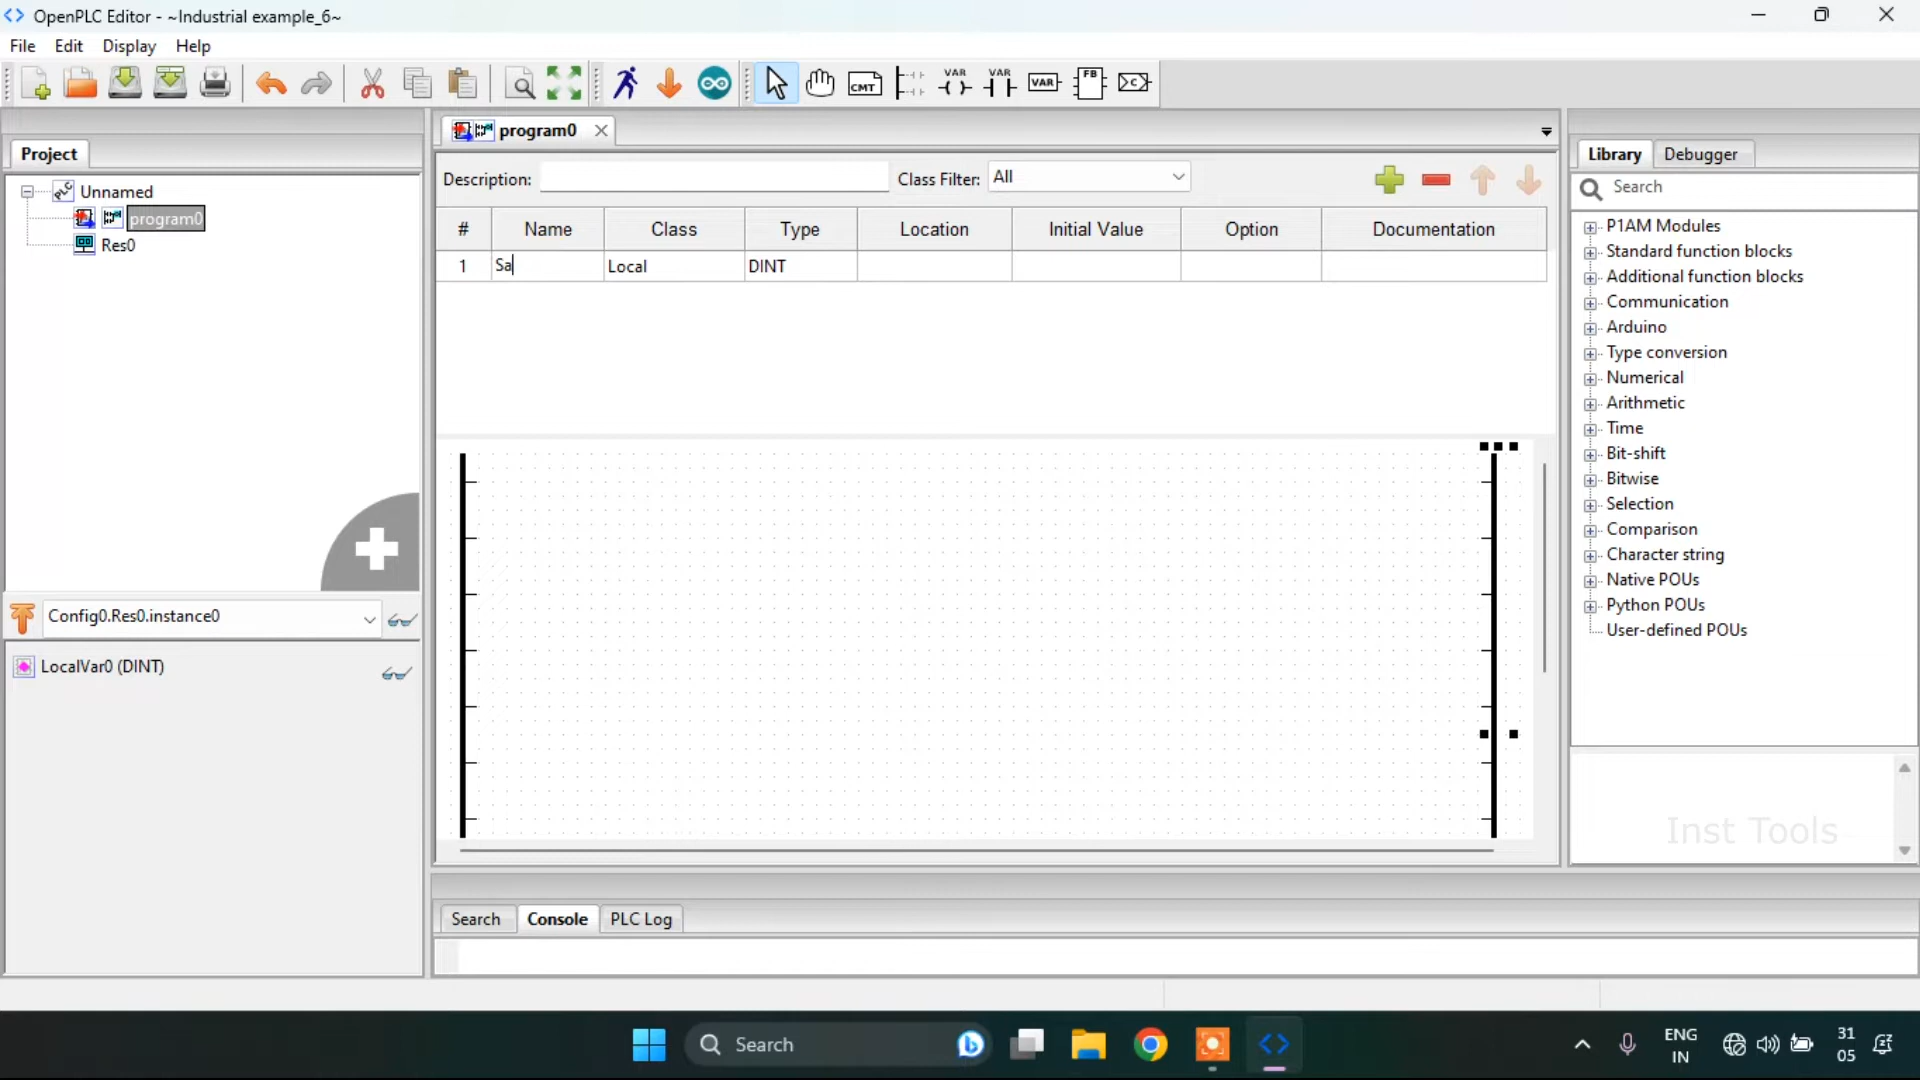 OpenPLC Editor - ~Industrial example_6~
File Edit Display Help
CMT VAR VAR VAR FB >C>
program0
Project
Description: Class Filter: All
Library Debugger
Search
Unnamed
program0
Res0
# Name Class Type Location Initial Value Option Documentation
1 Sa Local DINT
P1AM Modules
Standard function blocks
Additional function blocks
Communication
Arduino
Type conversion
Numerical
Arithmetic
Time
Bit-shift
Bitwise
Selection
Comparison
Character string
Native POUs
Python POUs
User-defined POUs
Config0.Res0.instance0
LocalVar0 (DINT)
Inst Tools
Search Console PLC Log
Search
ENG
IN
31
05